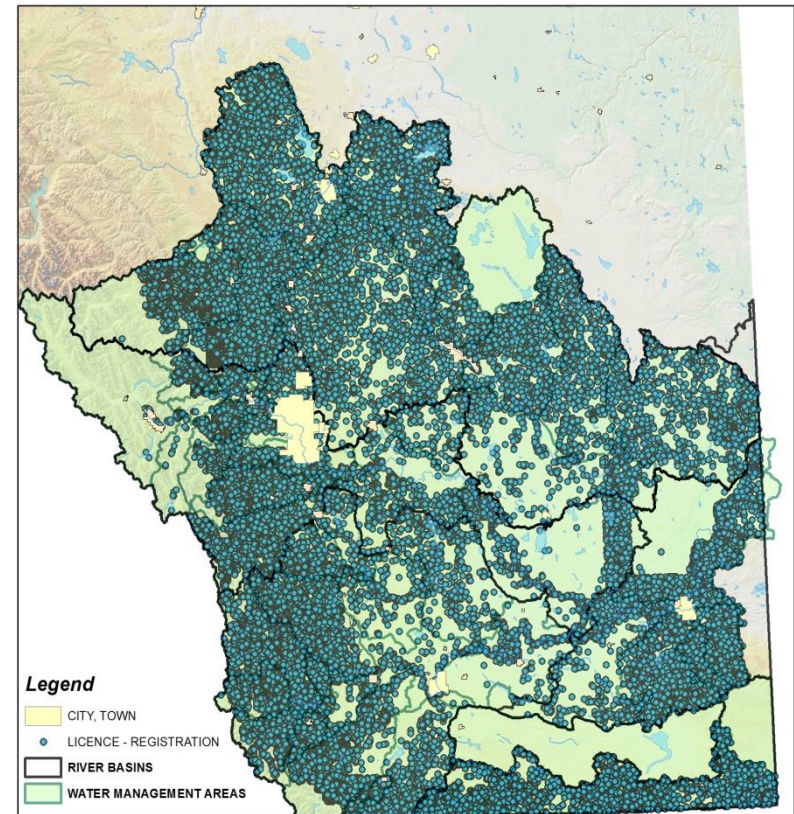 Legend
CITY, TOWN
LICENCE - REGISTRATION
RIVER BASINS
WATER MANAGEMENT AREAS